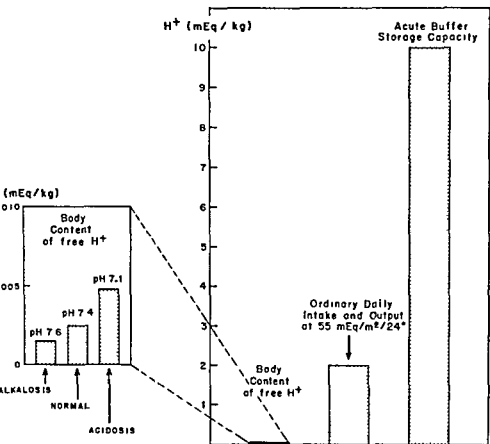 H+ (mEq/kg)
Acute Buffer
Storage Capacity
10
9
8
7
6
5
4
3
2
1
Ordinary Daily
Intake and Output
at 55 mEq/m²/24°
Body
Content
of free H+
(mEq/kg)
010
005
0
Body
Content
of free H+
pH 7 6
pH 7 4
pH 7.1
ALKALOSIS
NORMAL
ACIDOSIS